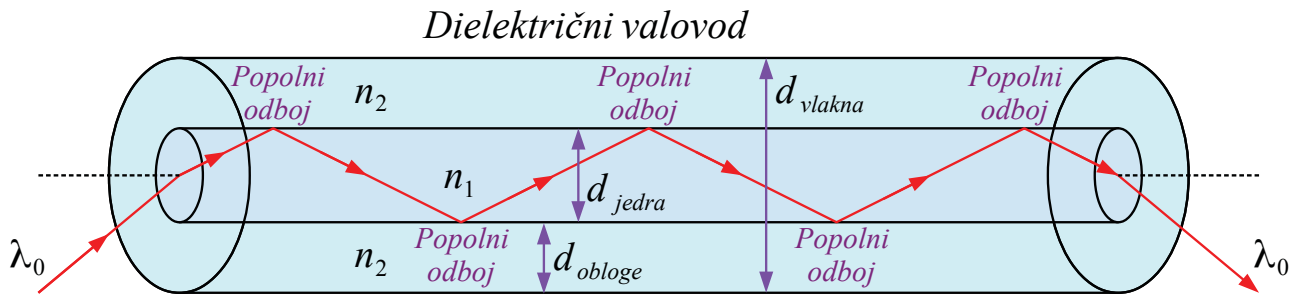 Dielektrični valovod
Popolni
odboj
n₂
Popolni
odboj
d vlakna
Popolni
odboj
n₁
d jedra
λ₀
n₂
Popolni
odboj
d obloge
Popolni
odboj
λ₀